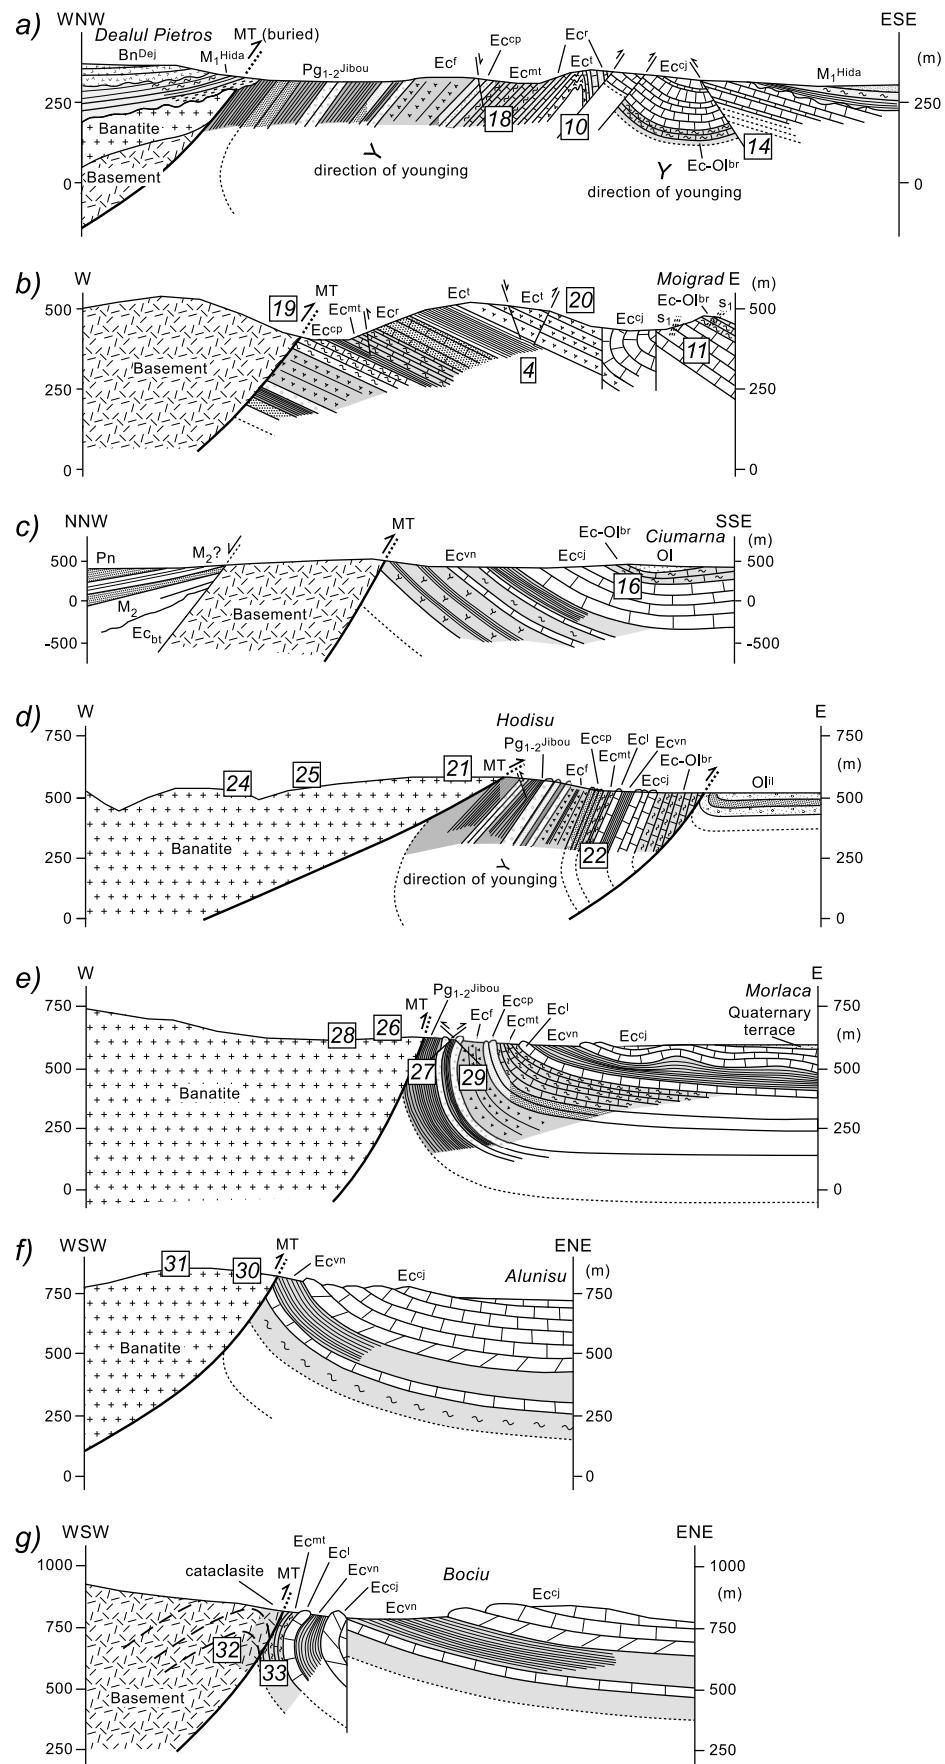 a)
WNW
ESE
Dealul Pietros
MT (buried)
Bn^Dej
M₁^Hida
Pg₁₋₂^Jibou
Ec^f
Ec^cp
Ec^mt
Ec^r
Ec^t
Ec^cj
M₁^Hida
(m)
250
250
18
10
14
Banatite
Basement
Ec-Ol^br
Y
direction of younging
Y
direction of younging
0
0
b)
W
Moigrad E
(m)
500
500
19
MT
Ec^cp
Ec^mt
Ec^r
Ec^t
Ec^t
20
Ec^cj
Ec-Ol^br
s₁
s₁
11
4
Basement
250
250
0
0
c)
NNW
SSE
MT
Ec-Ol^br
Ciumarna
(m)
500
500
Pn
M₂?
Ec^vn
Ec^cj
Ol
16
0
0
M₂
Basement
Ec_bt
-500
-500
d)
W
E
750
750
Hodisu
(m)
MT
Pg₁₋₂^Jibou
Ec^f
Ec^cp
Ec^mt
Ec^l
Ec^vn
Ec^cj
Ec-Ol^br
Ol^il
24
25
21
500
500
Banatite
22
250
250
Y
direction of younging
0
0
e)
W
E
750
750
MT
Pg₁₋₂^Jibou
Ec^f
Ec^cp
Ec^mt
Ec^l
Ec^vn
Ec^cj
Morlaca
Quaternary
terrace
(m)
28
26
27
29
500
500
Banatite
250
250
0
0
f)
WSW
ENE
31
30
MT
Ec^vn
Ec^cj
Alunisu
(m)
750
750
Banatite
500
500
250
250
0
0
g)
WSW
ENE
1000
1000
(m)
cataclasite
MT
Ec^mt
Ec^l
Ec^vn
Ec^cj
Bociu
Ec^vn
Ec^cj
750
750
32
33
Basement
500
500
250
250